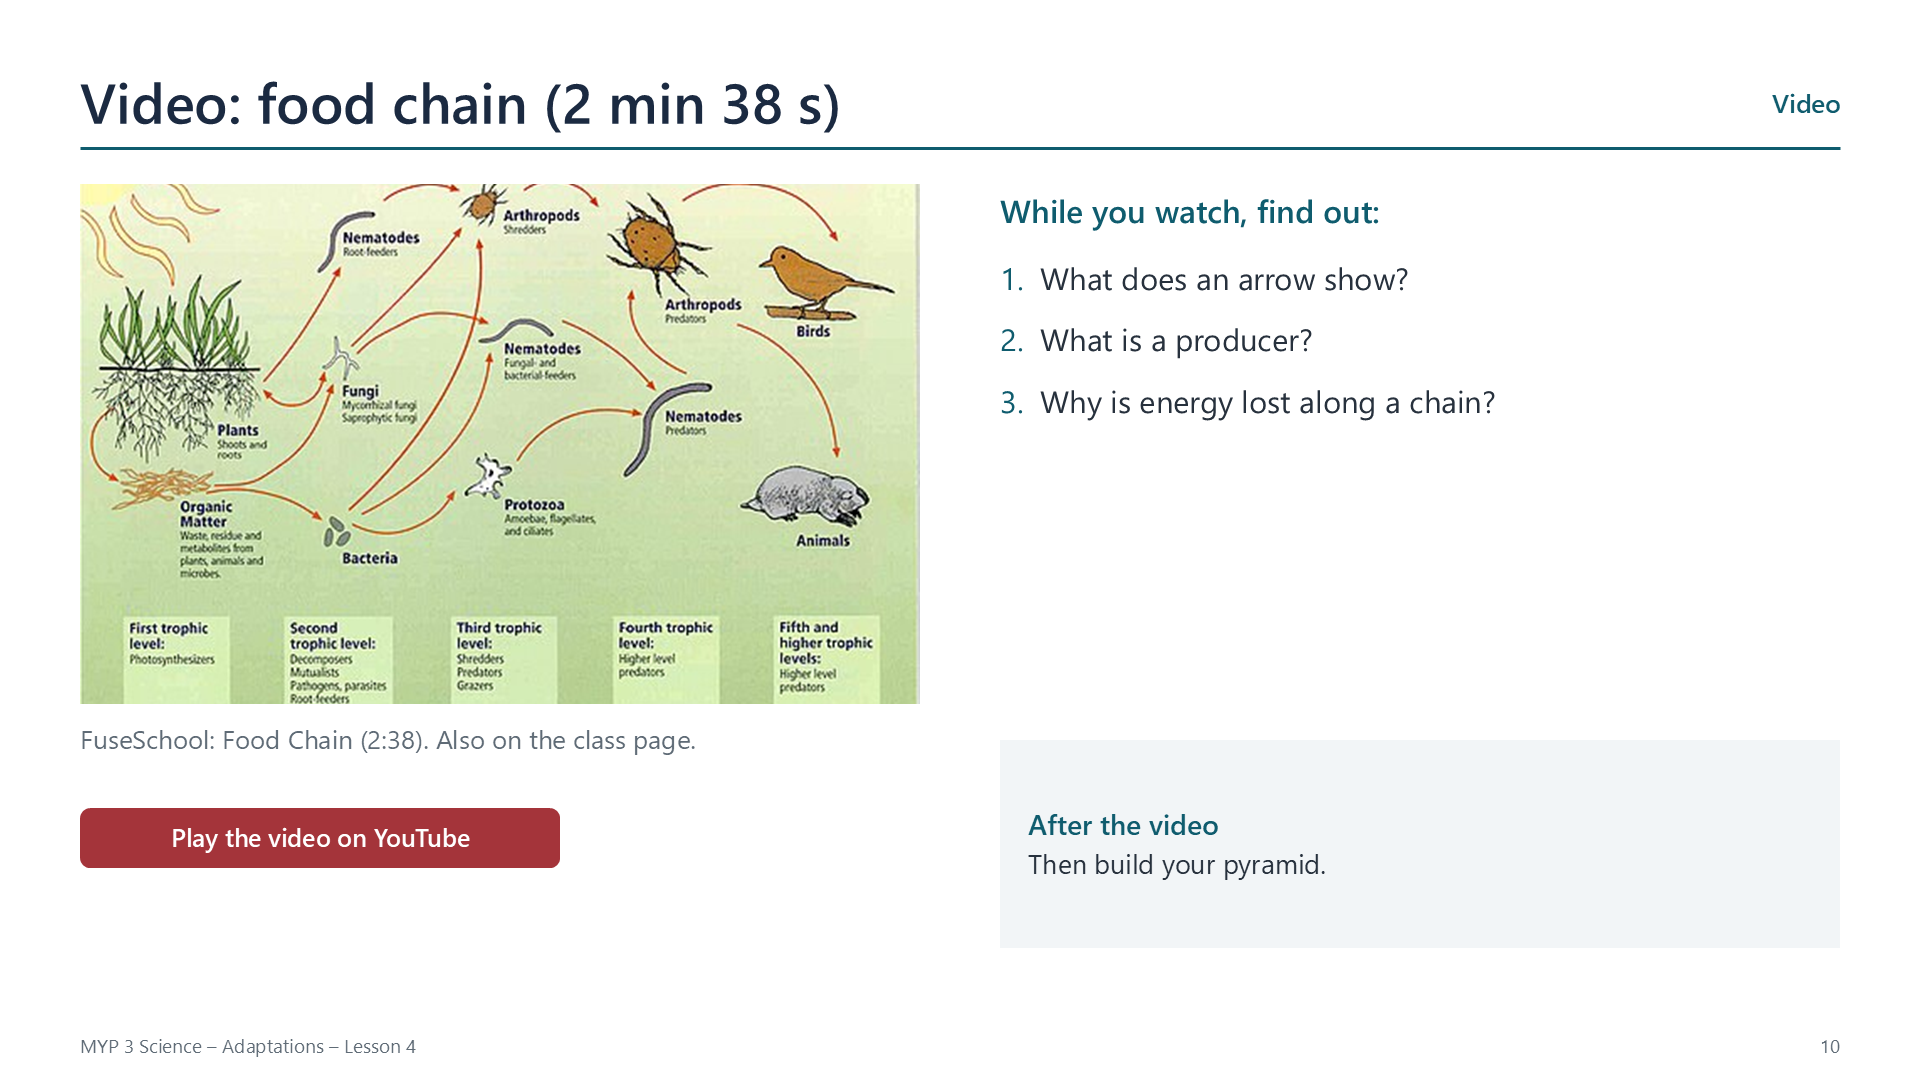 Video: food chain (2 min 38 s)
Video
Arthropods
Shredders
Nematodes
Root-feeders
Arthropods
Predators
Birds
Nematodes
Fungal- and
bacterial-feeders
Fungi
Mycorrhizal fungi
Saprophytic fungi
Nematodes
Predators
Plants
Shoots and
roots
Organic
Matter
Waste, residue and
metabolites from
plants, animals and
microbes.
Protozoa
Amoebae, flagellates,
and ciliates
Animals
Bacteria
First trophic
level:
Photosynthesizers
Second
trophic level:
Decomposers
Mutualists
Pathogens, parasites
Root-feeders
Third trophic
level:
Shredders
Predators
Grazers
Fourth trophic
level:
Higher level
predators
Fifth and
higher trophic
levels:
Higher level
predators
FuseSchool: Food Chain (2:38). Also on the class page.
Play the video on YouTube
While you watch, find out:
1. What does an arrow show?
2. What is a producer?
3. Why is energy lost along a chain?
After the video
Then build your pyramid.
MYP 3 Science – Adaptations – Lesson 4
10